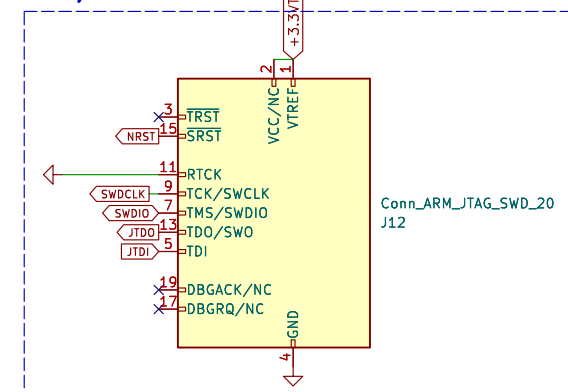 +3.3VT
2
1
VCC/NC
VTREF
3
TRST
NRST
15
SRST
11
RTCK
SWDCLK
9
TCK/SWCLK
SWDIO
7
TMS/SWDIO
JTDO
13
TDO/SWO
JTDI
5
TDI
19
DBGACK/NC
17
DBGRQ/NC
GND
4
Conn_ARM_JTAG_SWD_20
J12